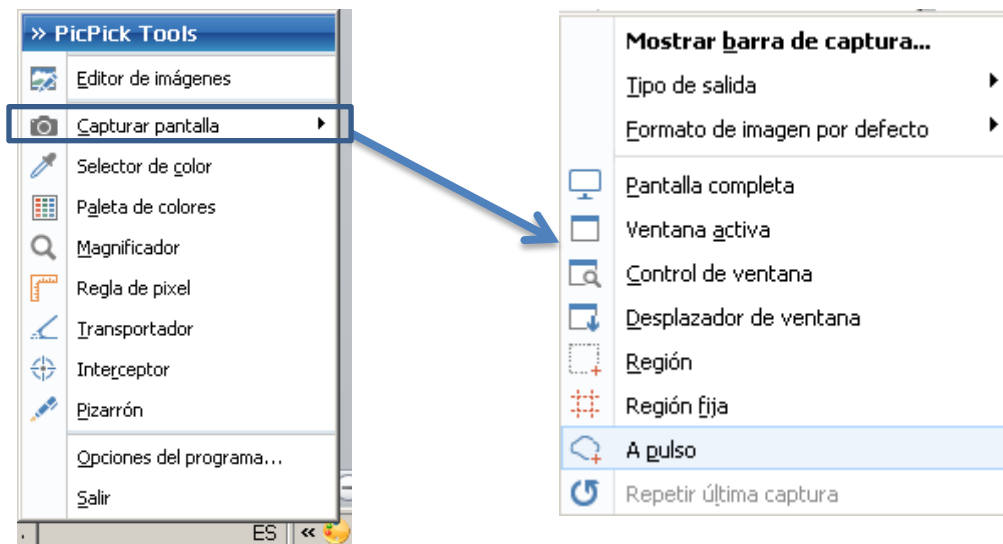 » PicPick Tools
Editor de imágenes
Capturar pantalla
Selector de color
Paleta de colores
Magnificador
Regla de pixel
Transportador
Interceptor
Pizarrón
Opciones del programa...
Salir
ES «
Mostrar barra de captura...
Tipo de salida
Formato de imagen por defecto
Pantalla completa
Ventana activa
Control de ventana
Desplazador de ventana
Región
Región fija
A pulso
Repetir última captura